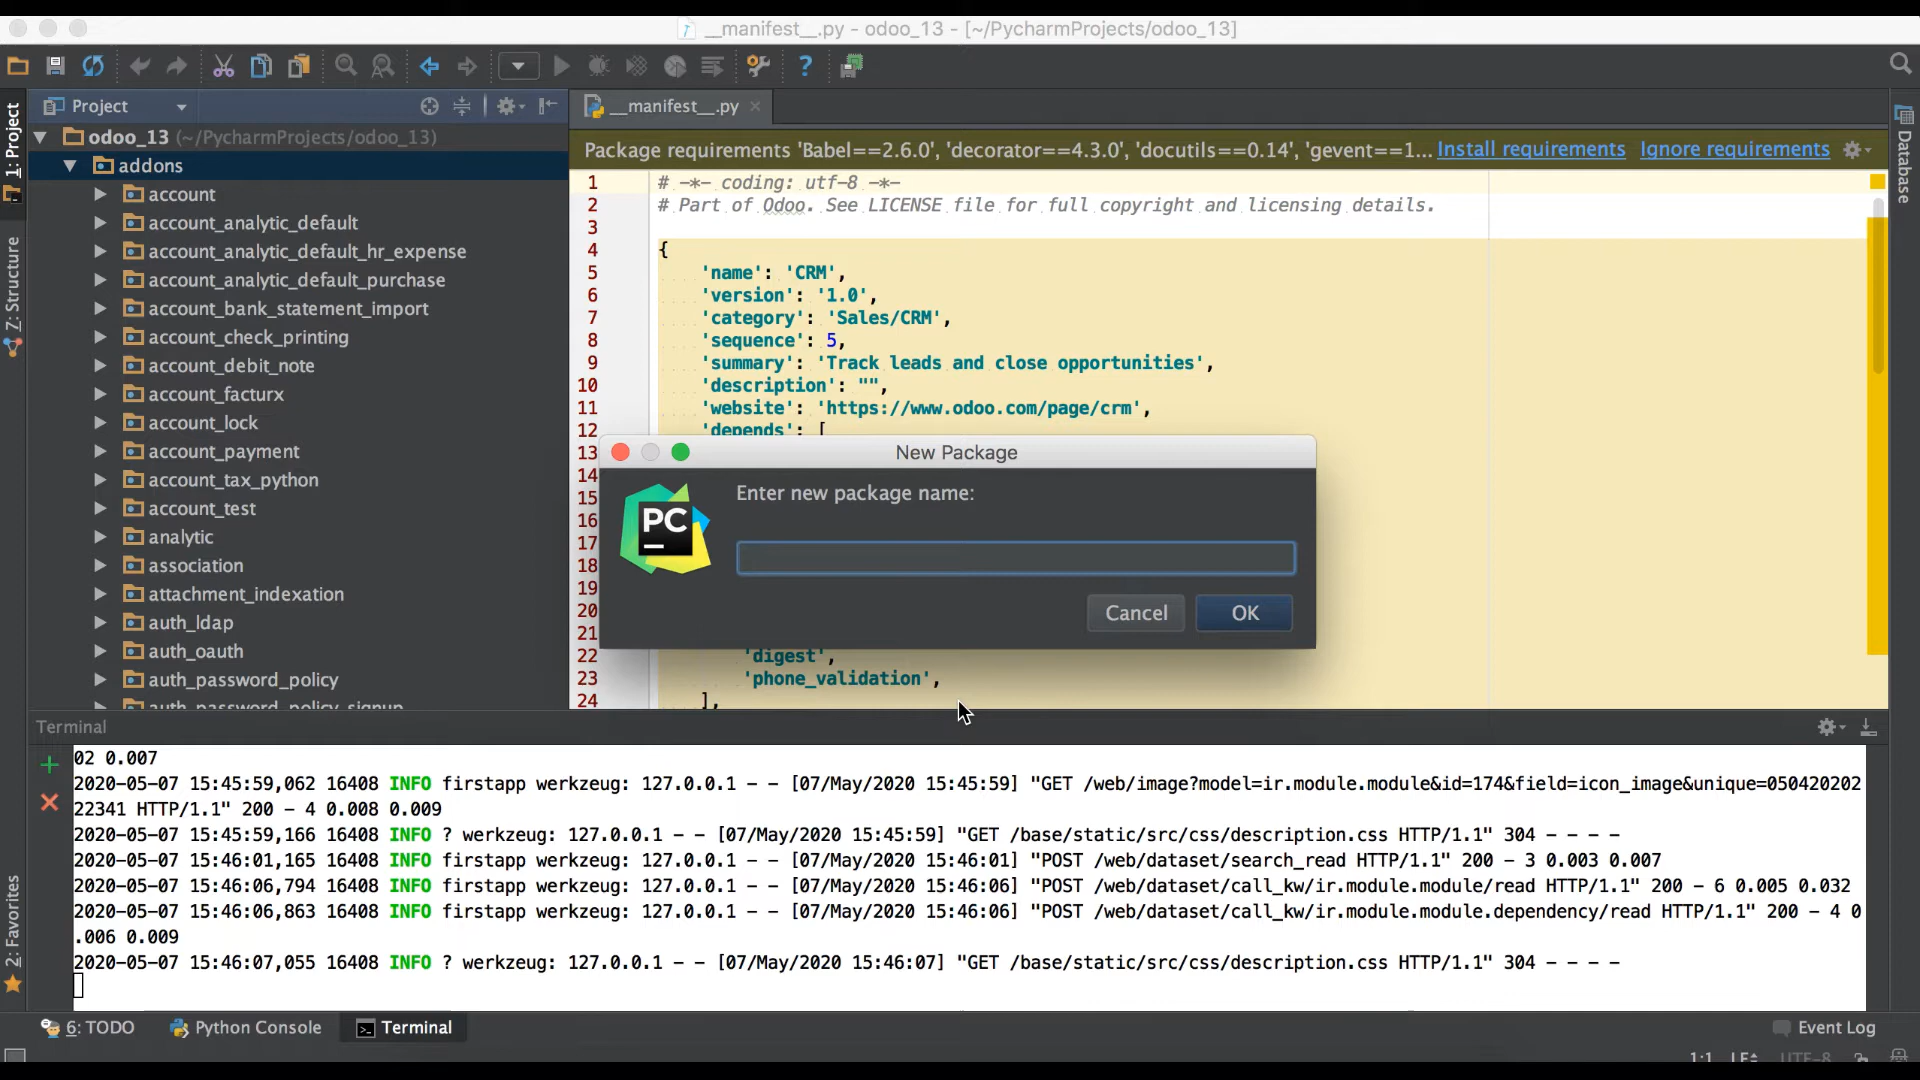 __manifest__.py - odoo_13 - [~/PycharmProjects/odoo_13]
Project
__manifest__.py
1: Project
Z: Structure
2: Favorites
Database
odoo_13 (~/PycharmProjects/odoo_13)
addons
account
account_analytic_default
account_analytic_default_hr_expense
account_analytic_default_purchase
account_bank_statement_import
account_check_printing
account_debit_note
account_facturx
account_lock
account_payment
account_tax_python
account_test
analytic
association
attachment_indexation
auth_ldap
auth_oauth
auth_password_policy
auth_password_policy_signup
Package requirements 'Babel==2.6.0', 'decorator==4.3.0', 'docutils==0.14', 'gevent==1... Install requirements Ignore requirements
1 # -*- coding: utf-8 -*-
2 # Part of Odoo. See LICENSE file for full copyright and licensing details.
3
4 {
5 'name': 'CRM',
6 'version': '1.0',
7 'category': 'Sales/CRM',
8 'sequence': 5,
9 'summary': 'Track leads and close opportunities',
10 'description': "",
11 'website': 'https://www.odoo.com/page/crm',
12 'depends': [
13
14
15
16
17
18
19
20
21
22 'digest',
23 'phone_validation',
24 ],
New Package
Enter new package name:
PC
Cancel OK
Terminal
02 0.007
2020-05-07 15:45:59,062 16408 INFO firstapp werkzeug: 127.0.0.1 - - [07/May/2020 15:45:59] "GET /web/image?model=ir.module.module&id=174&field=icon_image&unique=050420202
22341 HTTP/1.1" 200 - 4 0.008 0.009
2020-05-07 15:45:59,166 16408 INFO ? werkzeug: 127.0.0.1 - - [07/May/2020 15:45:59] "GET /base/static/src/css/description.css HTTP/1.1" 304 - - - -
2020-05-07 15:46:01,165 16408 INFO firstapp werkzeug: 127.0.0.1 - - [07/May/2020 15:46:01] "POST /web/dataset/search_read HTTP/1.1" 200 - 3 0.003 0.007
2020-05-07 15:46:06,794 16408 INFO firstapp werkzeug: 127.0.0.1 - - [07/May/2020 15:46:06] "POST /web/dataset/call_kw/ir.module.module/read HTTP/1.1" 200 - 6 0.005 0.032
2020-05-07 15:46:06,863 16408 INFO firstapp werkzeug: 127.0.0.1 - - [07/May/2020 15:46:06] "POST /web/dataset/call_kw/ir.module.module.dependency/read HTTP/1.1" 200 - 4 0
.006 0.009
2020-05-07 15:46:07,055 16408 INFO ? werkzeug: 127.0.0.1 - - [07/May/2020 15:46:07] "GET /base/static/src/css/description.css HTTP/1.1" 304 - - - -
6: TODO Python Console Terminal Event Log
1:1 LF UTF-8